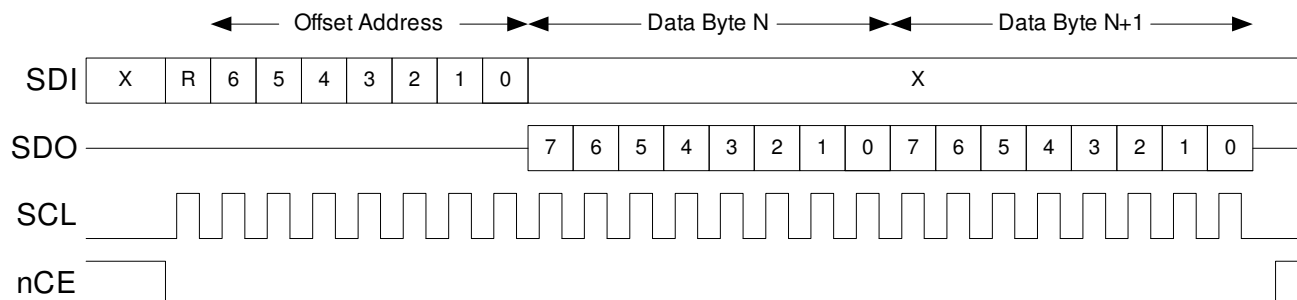 Offset Address Data Byte N Data Byte N+1
SDI X R 6 5 4 3 2 1 0 X
SDO 7 6 5 4 3 2 1 0 7 6 5 4 3 2 1 0
SCL
nCE